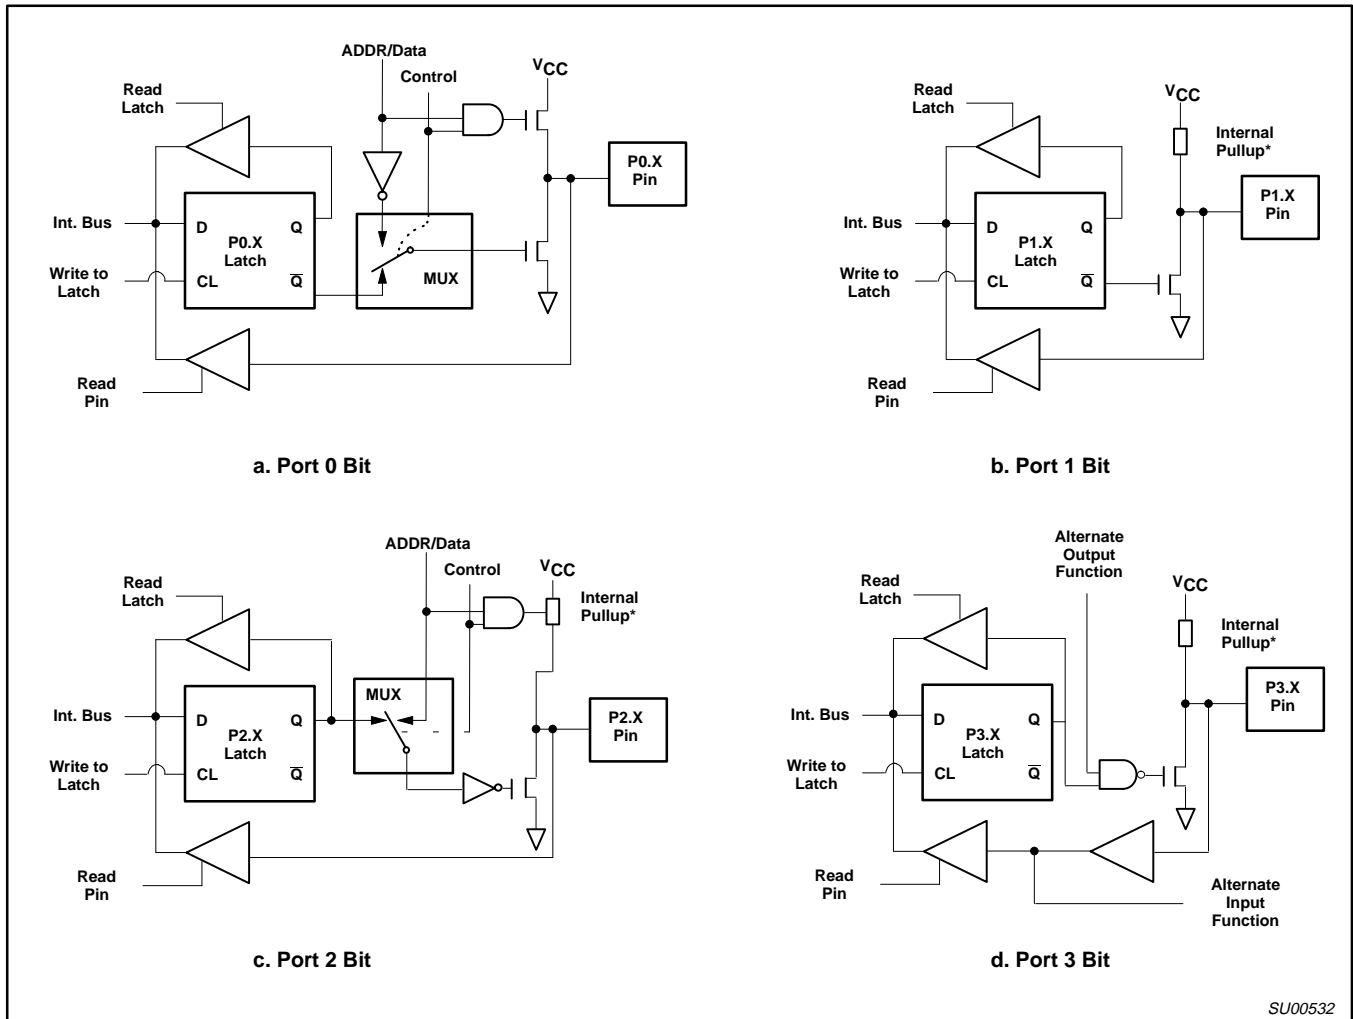 ADDR/Data
Control
VCC
Read
Latch
P0.X
Pin
Int. Bus
D
Q
P0.X
Latch
Write to
Latch
CL
Q̅
MUX
Read
Pin
a. Port 0 Bit
VCC
Read
Latch
Internal
Pullup*
P1.X
Pin
Int. Bus
D
Q
P1.X
Latch
Write to
Latch
CL
Q̅
Read
Pin
b. Port 1 Bit
ADDR/Data
Control
VCC
Read
Latch
Internal
Pullup*
MUX
P2.X
Pin
Int. Bus
D
Q
P2.X
Latch
Write to
Latch
CL
Q̅
Read
Pin
c. Port 2 Bit
Alternate
Output
Function
VCC
Read
Latch
Internal
Pullup*
P3.X
Pin
Int. Bus
D
Q
P3.X
Latch
Write to
Latch
CL
Q̅
Read
Pin
Alternate
Input
Function
d. Port 3 Bit
SU00532